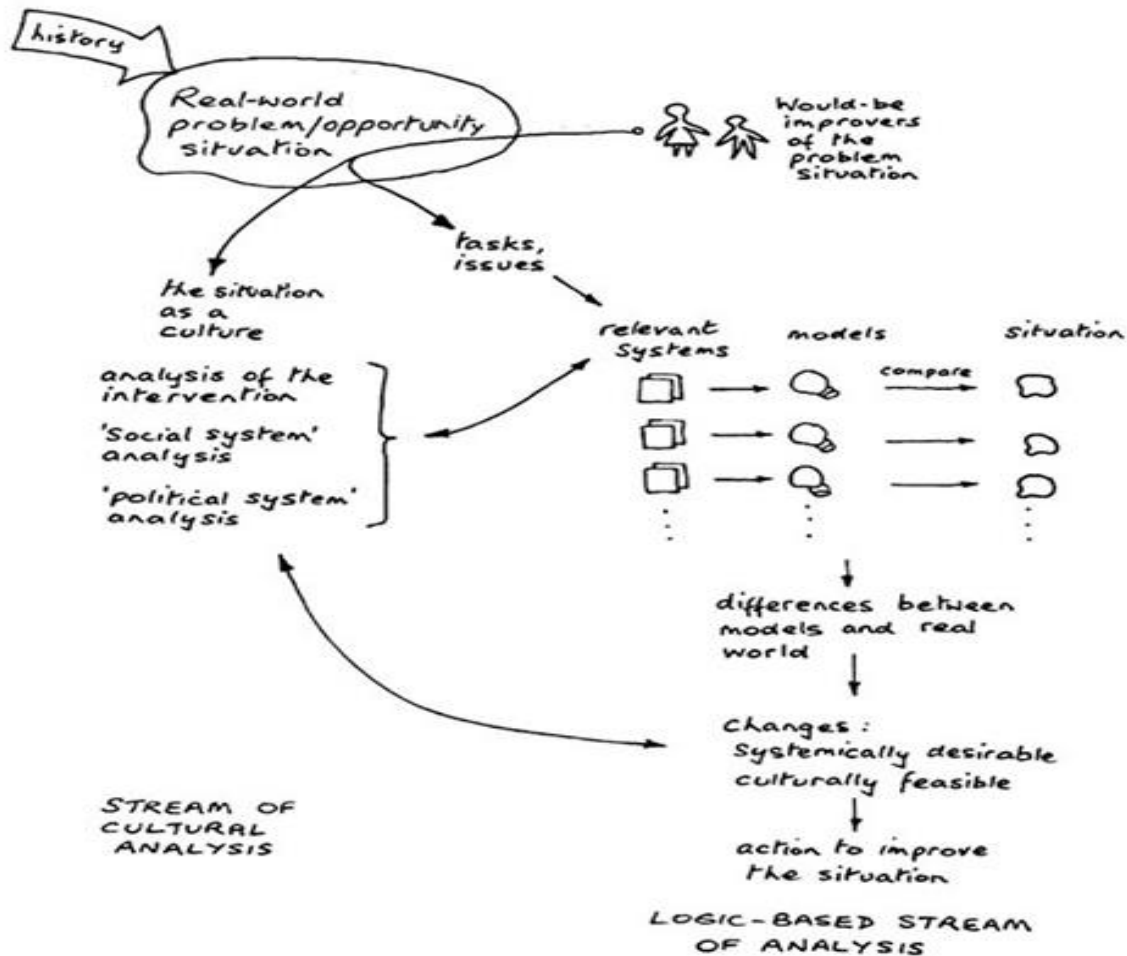 history
Real-world
problem/opportunity
situation
Would-be
improvers
of the
problem
situation
tasks,
issues
the situation
as a
culture
relevant
systems
models
situation
compare
analysis of the
intervention
'Social system'
analysis
'political system'
analysis
differences between
models and real
world
changes:
systemically desirable
culturally feasible
action to improve
the situation
STREAM OF
CULTURAL
ANALYSIS
LOGIC-BASED STREAM
OF ANALYSIS